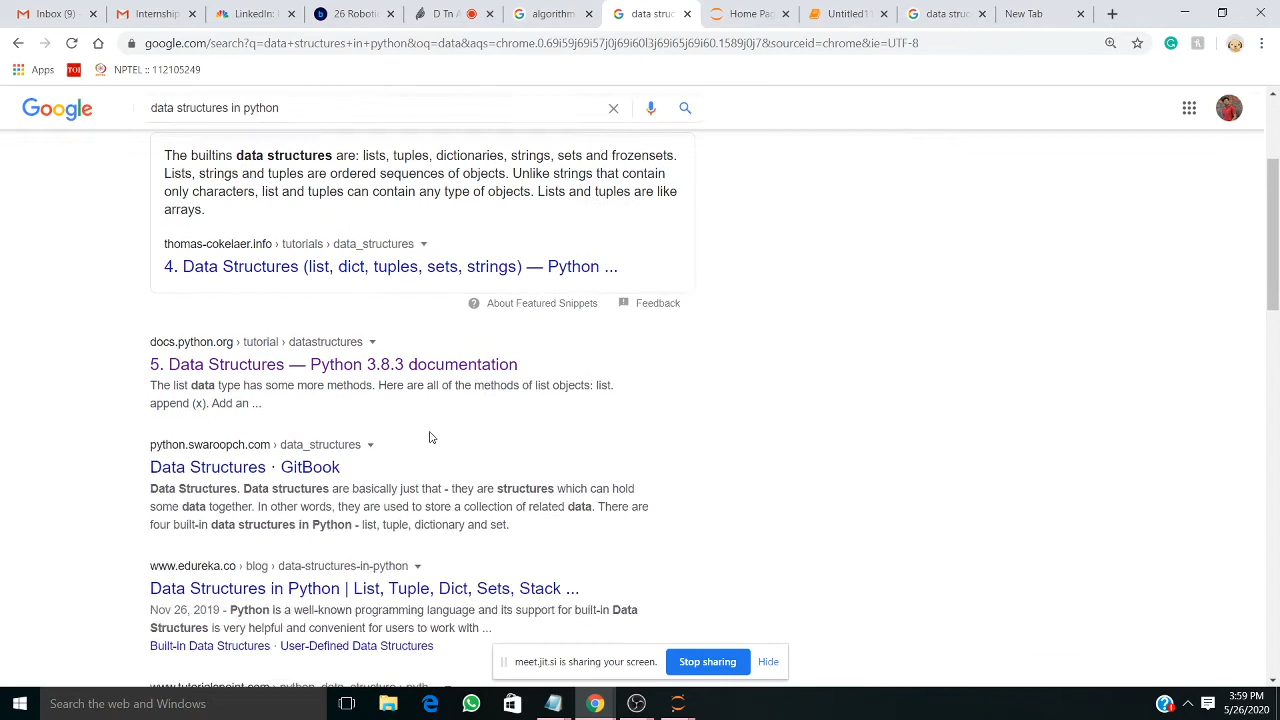 Inbox (9)
Internship
LinkedIn:
26 Roboti
D Tn A
algorithm
data struc
Home Pag
Untitled11
data struc
New Tab
google.com/search?q=data+structures+in+python&oq=data&aqs=chrome.0.69i59j69i57j0j69i60l3j69i65j69i60.1589j0j7&sourceid=chrome&ie=UTF-8
Apps
TOI
NPTEL :: 112105249
Google
data structures in python
The builtins data structures are: lists, tuples, dictionaries, strings, sets and frozensets.
Lists, strings and tuples are ordered sequences of objects. Unlike strings that contain
only characters, list and tuples can contain any type of objects. Lists and tuples are like
arrays.
thomas-cokelaer.info › tutorials › data_structures
4. Data Structures (list, dict, tuples, sets, strings) — Python ...
About Featured Snippets
Feedback
docs.python.org › tutorial › datastructures
5. Data Structures — Python 3.8.3 documentation
The list data type has some more methods. Here are all of the methods of list objects: list.
append (x). Add an ...
python.swaroopch.com › data_structures
Data Structures · GitBook
Data Structures. Data structures are basically just that - they are structures which can hold
some data together. In other words, they are used to store a collection of related data. There are
four built-in data structures in Python - list, tuple, dictionary and set.
www.edureka.co › blog › data-structures-in-python
Data Structures in Python | List, Tuple, Dict, Sets, Stack ...
Nov 26, 2019 - Python is a well-known programming language and its support for built-in Data
Structures is very helpful and convenient for users to work with ...
Built-in Data Structures · User-Defined Data Structures
meet.jit.si is sharing your screen.
Stop sharing
Hide
www.tutorialspoint.com › python_data_structure › pyth...
Search the web and Windows
3:59 PM
5/26/2020